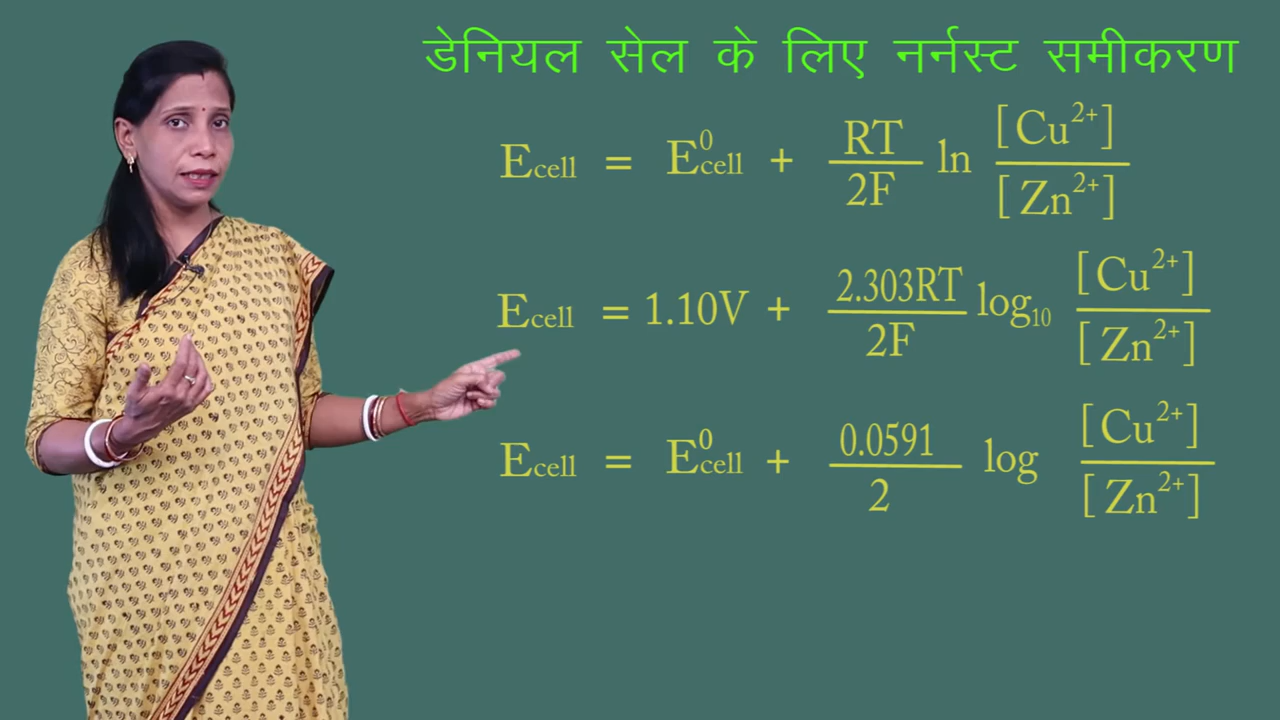 डेनियल सेल के लिए नर्नस्ट समीकरण
Ecell = E⁰cell + RT/2F ln [Cu²⁺]/[Zn²⁺]
Ecell = 1.10V + 2.303RT/2F log₁₀ [Cu²⁺]/[Zn²⁺]
Ecell = E⁰cell + 0.0591/2 log [Cu²⁺]/[Zn²⁺]